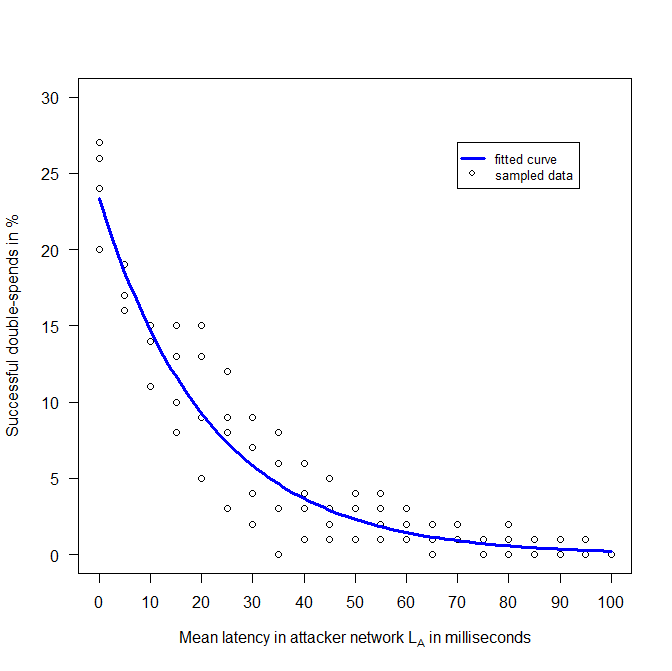 30
25
20
15
10
5
0
Successful double-spends in %
fitted curve
sampled data
0 10 20 30 40 50 60 70 80 90 100
Mean latency in attacker network L_A in milliseconds